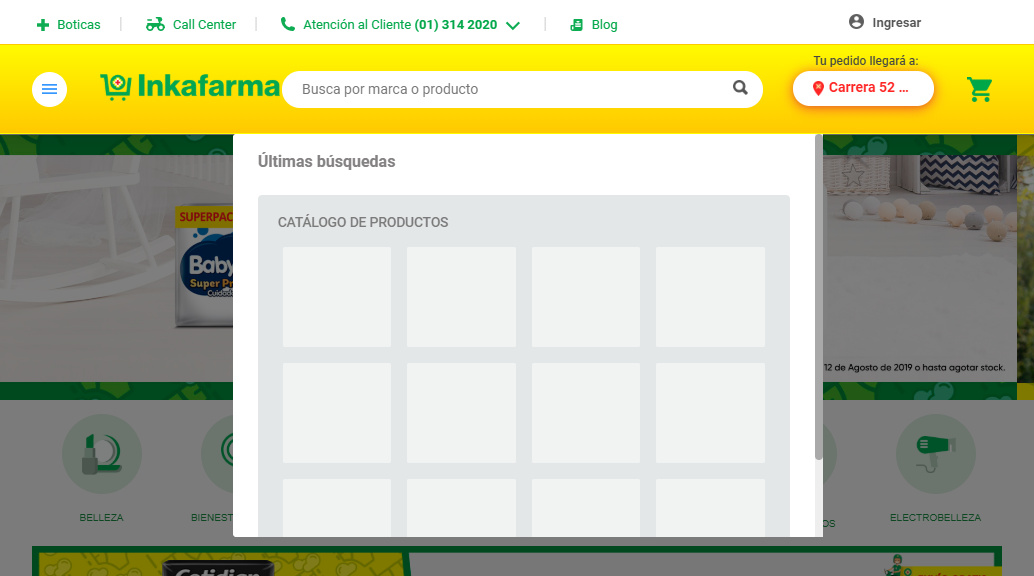 Boticas
Call Center
Atención al Cliente (01) 314 2020
Blog
Ingresar
Inkafarma
Busca por marca o producto
Tu pedido llegará a:
Carrera 52 ...
Últimas búsquedas
CATÁLOGO DE PRODUCTOS
SUPERPAC
Baby
Super Pr
Cuidado
12 de Agosto de 2019 o hasta agotar stock.
BELLEZA
BIENEST
OS
ELECTROBELLEZA
Cotidian